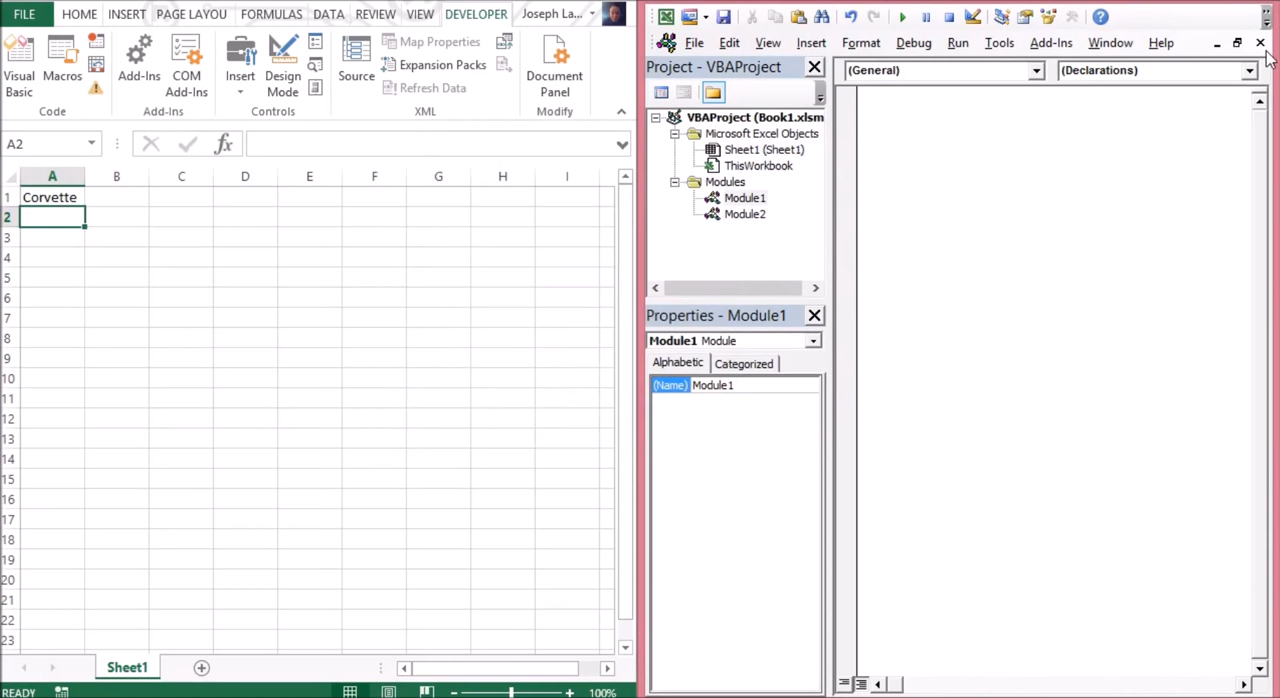 FILE HOME INSERT PAGE LAYOUT FORMULAS DATA REVIEW VIEW DEVELOPER Joseph La...
Visual Basic
Macros
Add-Ins
COM Add-Ins
Insert
Design Mode
Source
Map Properties
Expansion Packs
Refresh Data
Document Panel
Code Add-Ins Controls XML Modify
A2 fx
A B C D E F G H I
1 Corvette
2
3
4
5
6
7
8
9
10
11
12
13
14
15
16
17
18
19
20
21
22
23
Sheet1
READY 100%
File Edit View Insert Format Debug Run Tools Add-Ins Window Help
Project - VBAProject
VBAProject (Book1.xlsm
Microsoft Excel Objects
Sheet1 (Sheet1)
ThisWorkbook
Modules
Module1
Module2
Properties - Module1
Module1 Module
Alphabetic Categorized
(Name) Module1
(General) (Declarations)